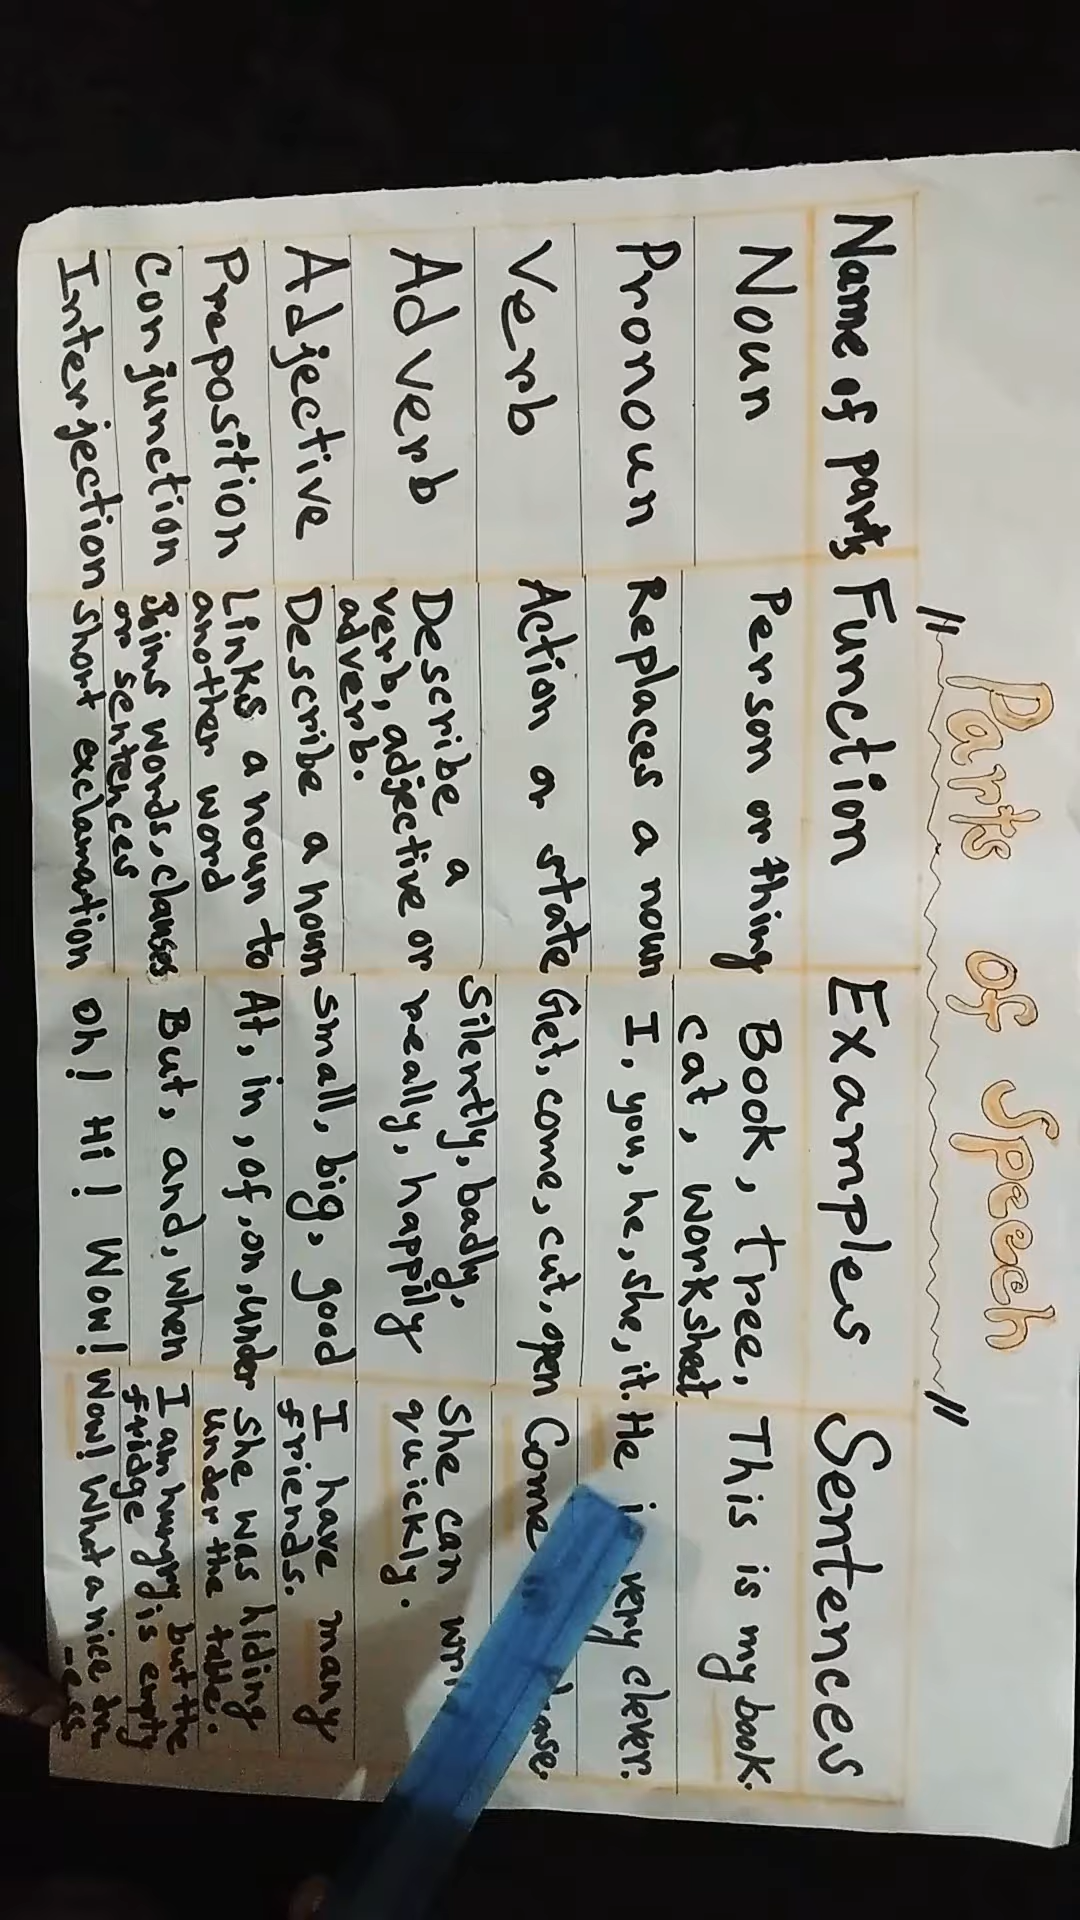 "Parts of Speech"
Name of parts Function Examples Sentences
Noun Person or thing Book, tree, This is my book.
cat, worksheet
Pronoun Replaces a noun I, you, he, she, it. He is very clever.
Verb Action or state Get, come, cut, open Come in
Adverb Describe a Silently, badly, She can
verb, adjective or really, happily quickly.
adverb.
Adjective Describe a noun small, big, good I have many
friends.
Preposition Links a noun to At, in, of, on, under She was hiding
another word under the table.
Conjunction Joins words, clauses But, and, when I am hungry but the
or sentences fridge is empty
Interjection Short exclamation Oh! Hi! Wow! Wow! What a nice dr-
-ess.